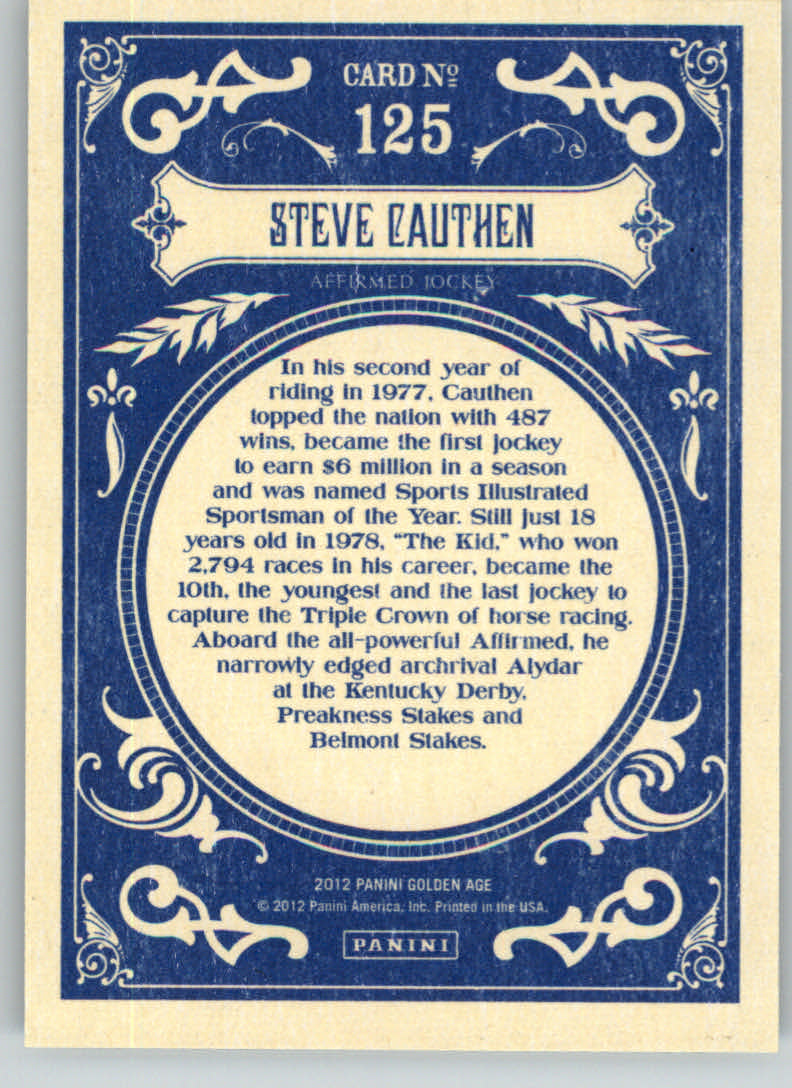 CARD Nº
125
STEVE CAUTHEN
AFFIRMED JOCKEY
In his second year of
riding in 1977, Cauthen
topped the nation with 487
wins, became the first jockey
to earn $6 million in a season
and was named Sports Illustrated
Sportsman of the Year. Still just 18
years old in 1978, “The Kid,” who won
2,794 races in his career, became the
10th, the youngest and the last jockey to
capture the Triple Crown of horse racing.
Aboard the all-powerful Affirmed, he
narrowly edged archrival Alydar
at the Kentucky Derby,
Preakness Stakes and
Belmont Stakes.
2012 PANINI GOLDEN AGE
© 2012 Panini America, Inc. Printed in the USA.
PANINI